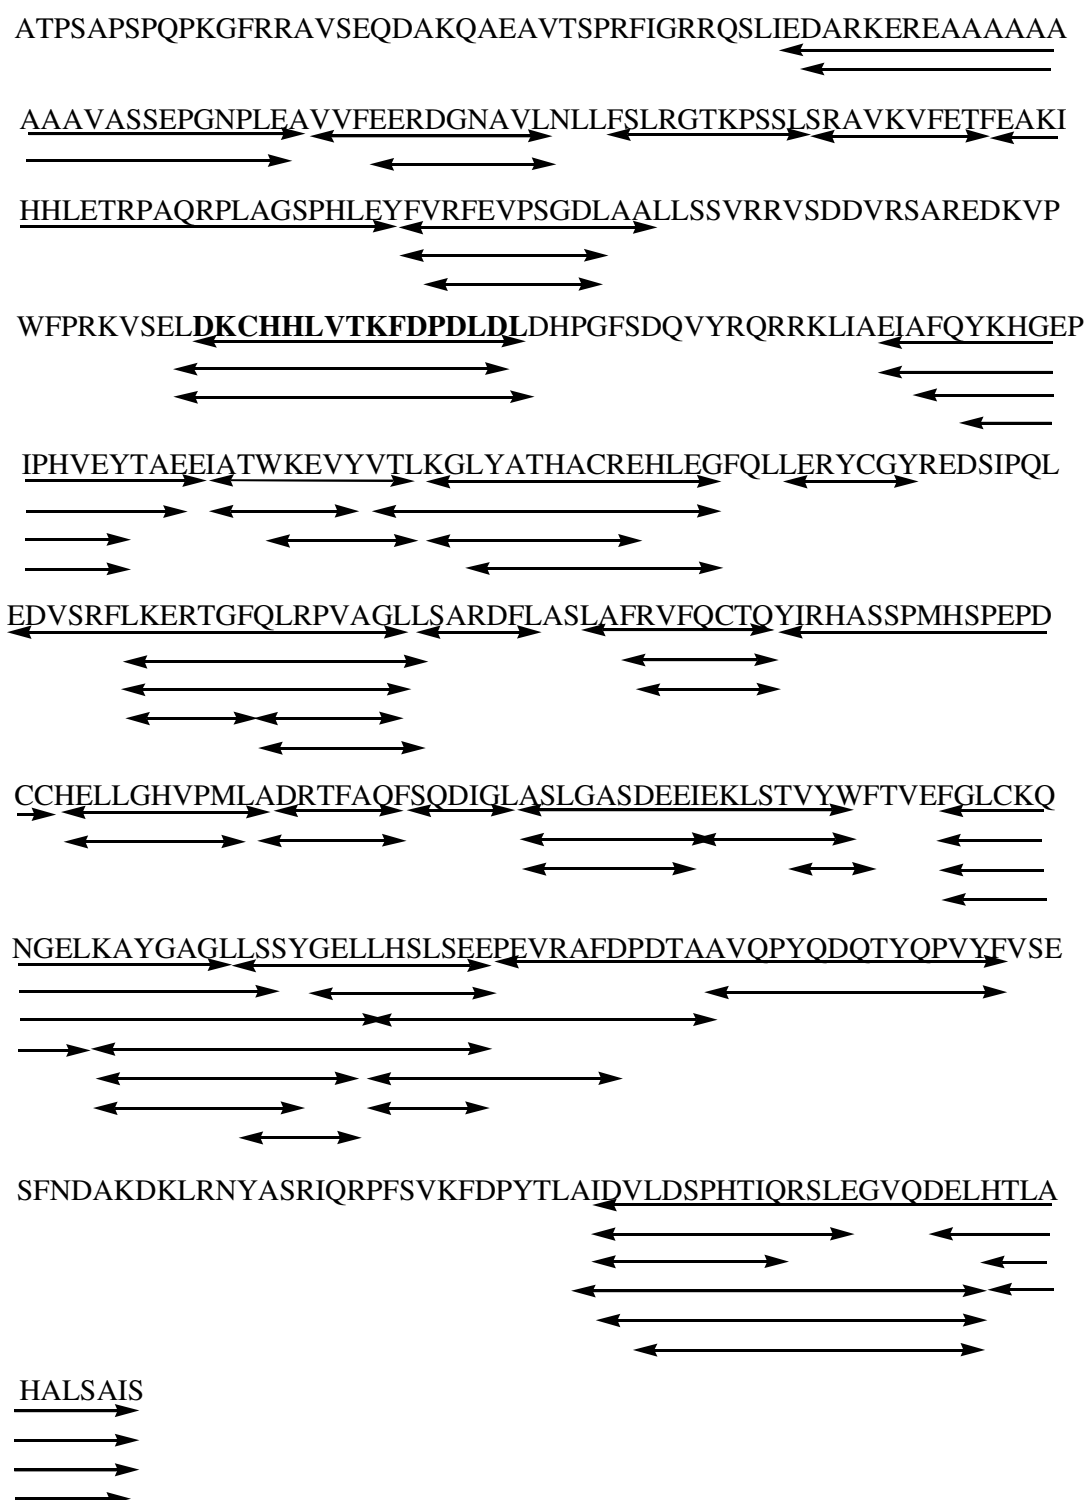 ATPSAPSPQPKGFRRAVSEQDAKQAEAVTSPRFIGRRQSLIEDARKEREAAAAAA
AAAVASSEPGNPLEAVVFEERDGNAVLNLLFSLRGTKPSSLSRAVKVFETFEAKI
HHLETRPAQRPLAGSPHLEYFVRFEVPSGDLAALLSSVRRVSDDVRSAREDKVP
WFPRKVSELDKCHHLVTKFDPDLDLDHPGFSDQVYRQRRKLIAEIAFQYKHGEP
IPHVEYTAEEIATWKEVYVTLKGLYATHACREHLEGFQLLERYCGYREDSIPQL
EDVSRFLKERTGFQLRPVAGLLSARDFLASLAFRVFQCTQYIRHASSPMHSPEPD
CCHELLGHVPMLADRTFAQFSQDIGLASLGASDEEIEKLSTVYWFTVEFGLCKQ
NGELKAYGAGLLSSYGELLHSLSEEPEVRAFDPDTAAVQPYQDQTYQPVYFVSE
SFNDAKDKLRNYASRIQRPFSVKFDPYTLAIDVLDSPHTIQRSLEGVQDELHTLA
HALSAIS